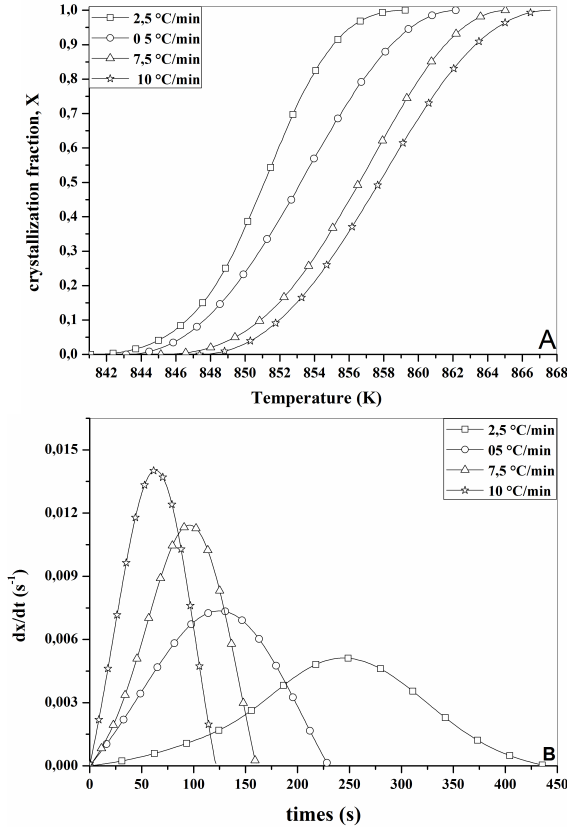 1,0
0,9
0,8
0,7
0,6
0,5
0,4
0,3
0,2
0,1
0,0
crystallization fraction, X
2,5 °C/min
0 5 °C/min
7,5 °C/min
10 °C/min
A
842 844 846 848 850 852 854 856 858 860 862 864 866 868
Temperature (K)
0,015
0,012
0,009
0,006
0,003
0,000
dx/dt (s-1)
2,5 °C/min
05 °C/min
7,5 °C/min
10 °C/min
B
0 50 100 150 200 250 300 350 400 450
times (s)